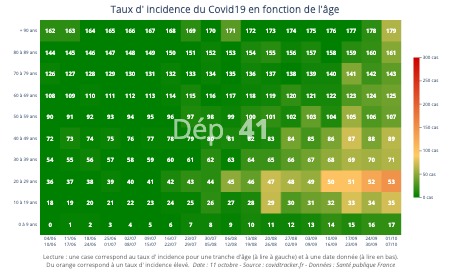 Taux d' incidence du Covid19 en fonction de l'âge
+ 90 ans 162 163 164 165 166 167 168 169 170 171 172 173 174 175 176 177 178 179
80 à 89 ans 144 145 146 147 148 149 150 151 152 153 154 155 156 157 158 159 160 161
70 à 79 ans 126 127 128 129 130 131 132 133 134 135 136 137 138 139 140 141 142 143
60 à 69 ans 108 109 110 111 112 113 114 115 116 117 118 119 120 121 122 123 124 125
50 à 59 ans 90 91 92 93 94 95 96 97 98 99 100 101 102 103 104 105 106 107
40 à 49 ans 72 73 74 75 76 77 78 79 80 81 82 83 84 85 86 87 88 89
Dép. 41
30 à 39 ans 54 55 56 57 58 59 60 61 62 63 64 65 66 67 68 69 70 71
20 à 29 ans 36 37 38 39 40 41 42 43 44 45 46 47 48 49 50 51 52 53
10 à 19 ans 18 19 20 21 22 23 24 25 26 27 28 29 30 31 32 33 34 35
0 à 9 ans 0 1 2 3 4 5 6 7 8 9 10 11 12 13 14 15 16 17
04/06 11/06 18/06 25/06 02/07 09/07 16/07 23/07 30/07 06/08 13/08 20/08 27/08 03/09 10/09 17/09 24/09 01/10
10/06 17/06 24/06 01/07 08/07 15/07 22/07 29/07 05/08 12/08 19/08 26/08 02/09 09/09 16/09 23/09 30/09 07/10
300 cas
250 cas
200 cas
150 cas
100 cas
50 cas
0 cas
Lecture : une case correspond au taux d' incidence pour une tranche d'âge (à lire à gauche) et à une date donnée (à lire en bas).
Du orange correspond à un taux d' incidence élevé. Date : 11 octobre - Source : covidtracker.fr - Données : Santé publique France